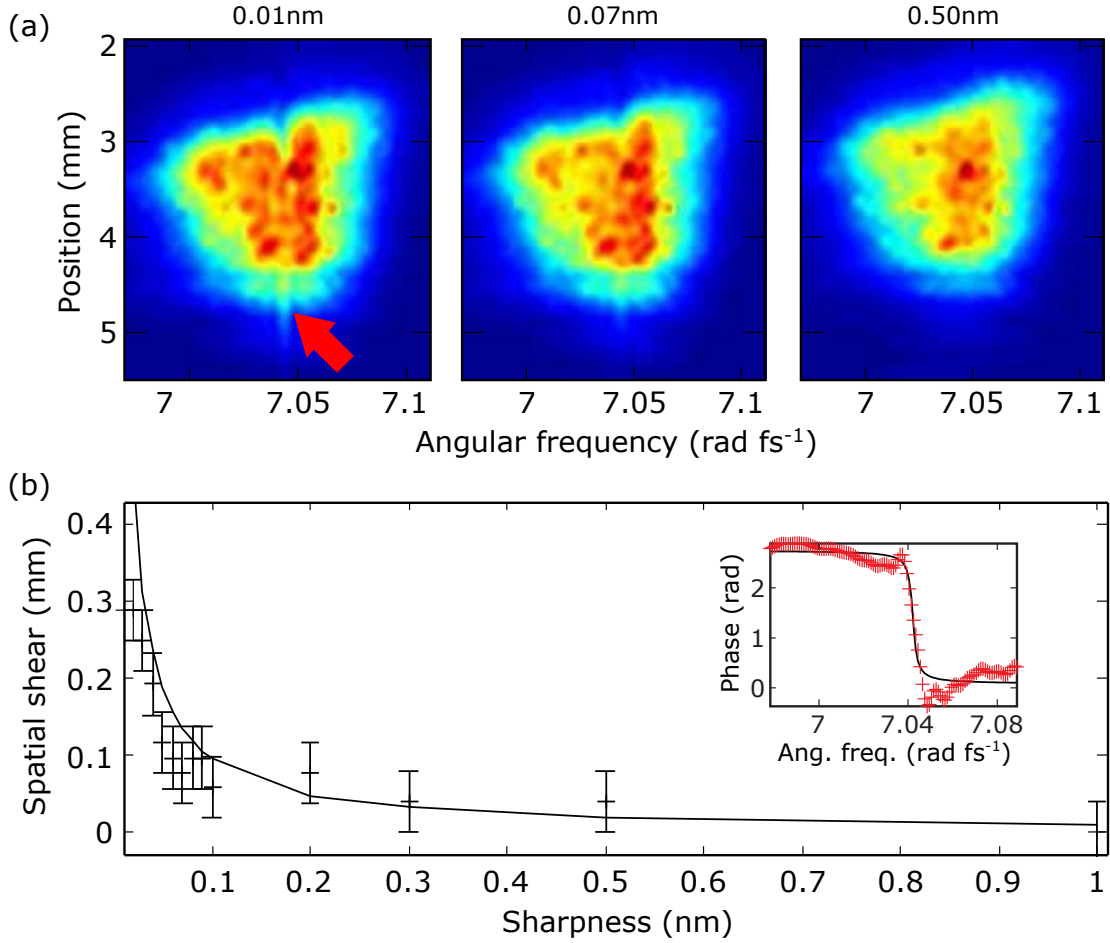 0.01nm 0.07nm 0.50nm
(a)
Position (mm)
2
3
4
5
7 7.05 7.1 7 7.05 7.1 7 7.05 7.1
Angular frequency (rad fs⁻¹)
(b)
Spatial shear (mm)
0.4
0.3
0.2
0.1
0
0.1 0.2 0.3 0.4 0.5 0.6 0.7 0.8 0.9 1
Sharpness (nm)
Phase (rad)
2
1
0
7 7.04 7.08
Ang. freq. (rad fs⁻¹)